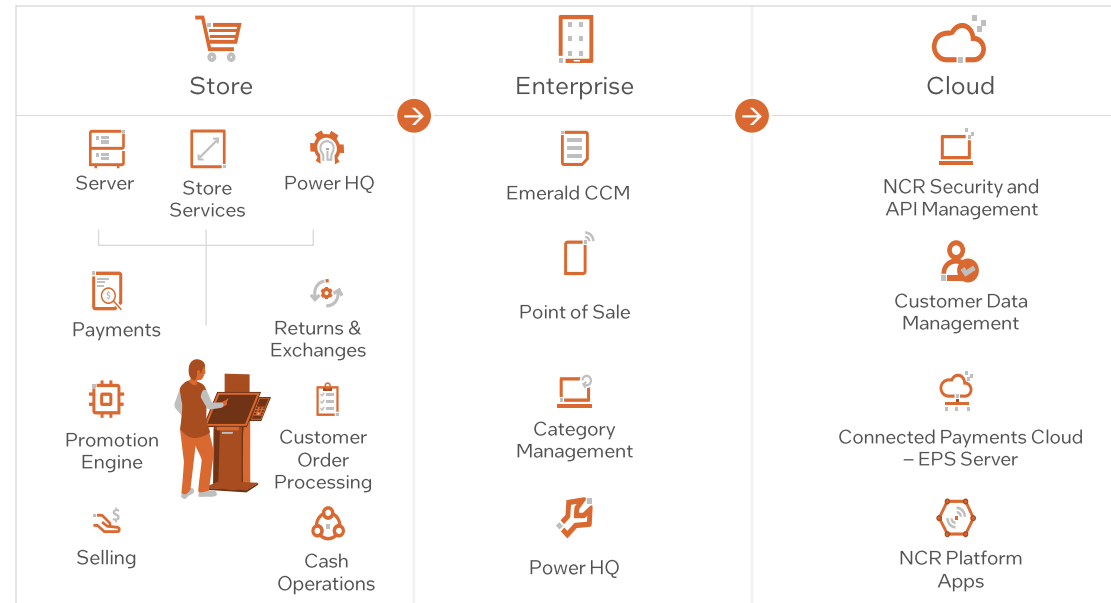 Store
Enterprise
Cloud
Server
Store
Services
Power HQ
Payments
Returns &
Exchanges
Promotion
Engine
Customer
Order
Processing
Selling
Cash
Operations
Emerald CCM
Point of Sale
Category
Management
Power HQ
NCR Security and
API Management
Customer Data
Management
Connected Payments Cloud
– EPS Server
NCR Platform
Apps